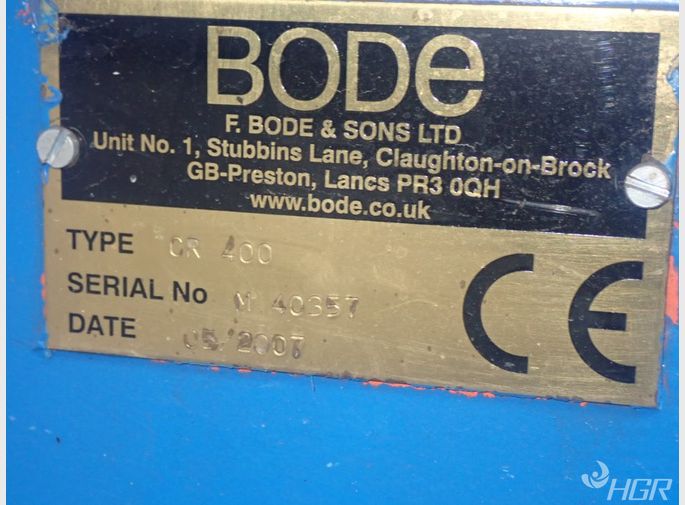 BODe
F. BODE & SONS LTD
Unit No. 1, Stubbins Lane, Claughton-on-Brock
GB-Preston, Lancs PR3 0QH
www.bode.co.uk
TYPE CR 400
SERIAL No M 40357
DATE 05/2007
CE
HGR